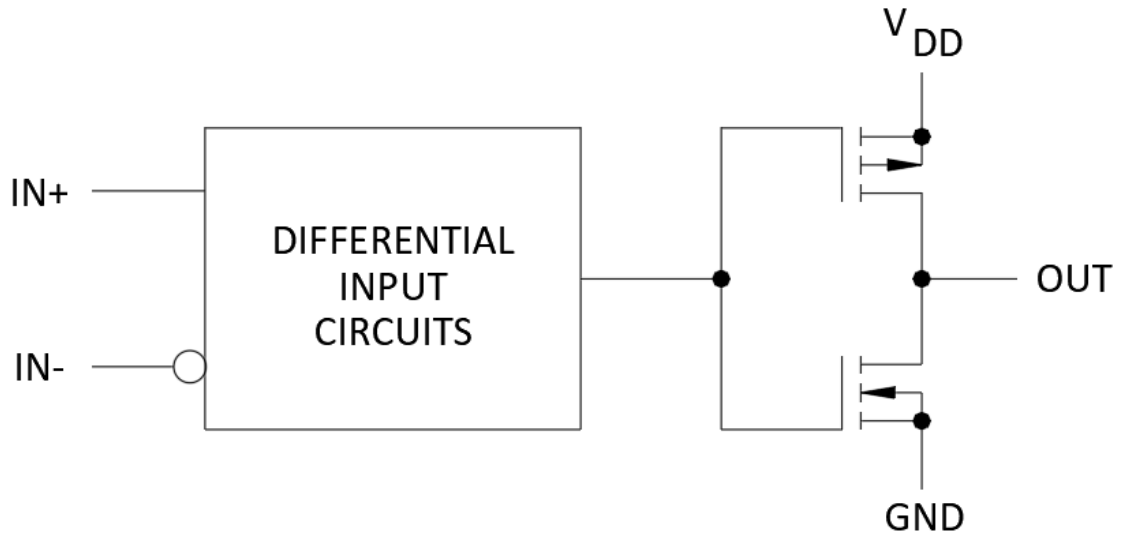 V
DD
IN+
DIFFERENTIAL
INPUT
CIRCUITS
OUT
IN-
GND